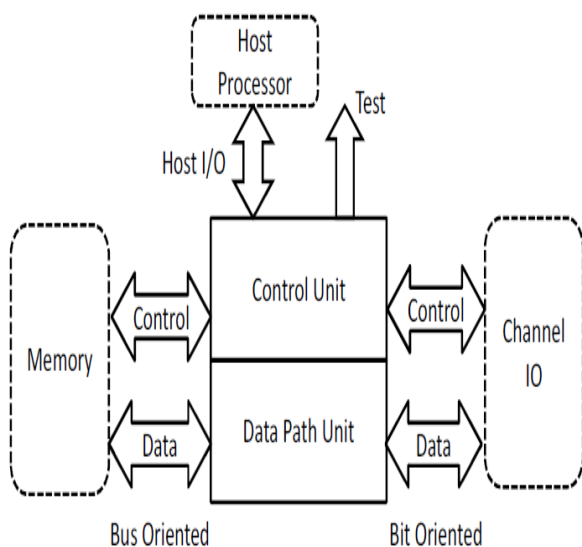 Host
Processor
Test
Host I/O
Control Unit
Control
Control
Memory
Channel
IO
Data Path Unit
Data
Data
Bus Oriented
Bit Oriented